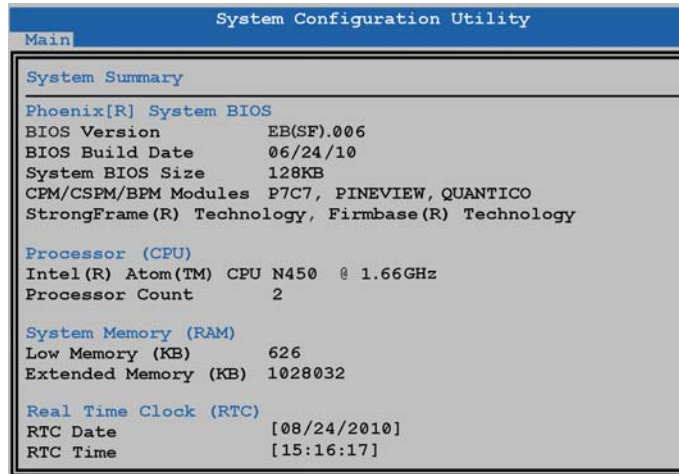 System Configuration Utility
Main
System Summary
Phoenix[R] System BIOS
BIOS Version EB(SF).006
BIOS Build Date 06/24/10
System BIOS Size 128KB
CPM/CSPM/BPM Modules P7C7, PINEVIEW, QUANTICO
StrongFrame(R) Technology, Firmbase(R) Technology
Processor (CPU)
Intel(R) Atom(TM) CPU N450 @ 1.66GHz
Processor Count 2
System Memory (RAM)
Low Memory (KB) 626
Extended Memory (KB) 1028032
Real Time Clock (RTC)
RTC Date [08/24/2010]
RTC Time [15:16:17]